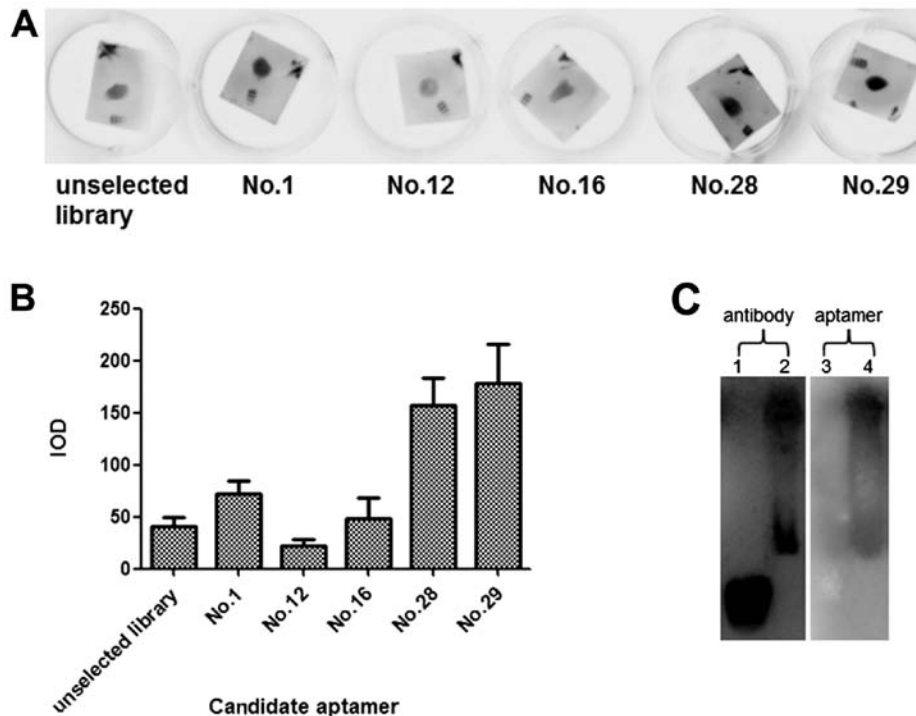 A
unselected library
No.1
No.12
No.16
No.28
No.29
B
250
200
150
100
50
0
IOD
unselected library
No.1
No.12
No.16
No.28
No.29
Candidate aptamer
C
antibody aptamer
1 2 3 4